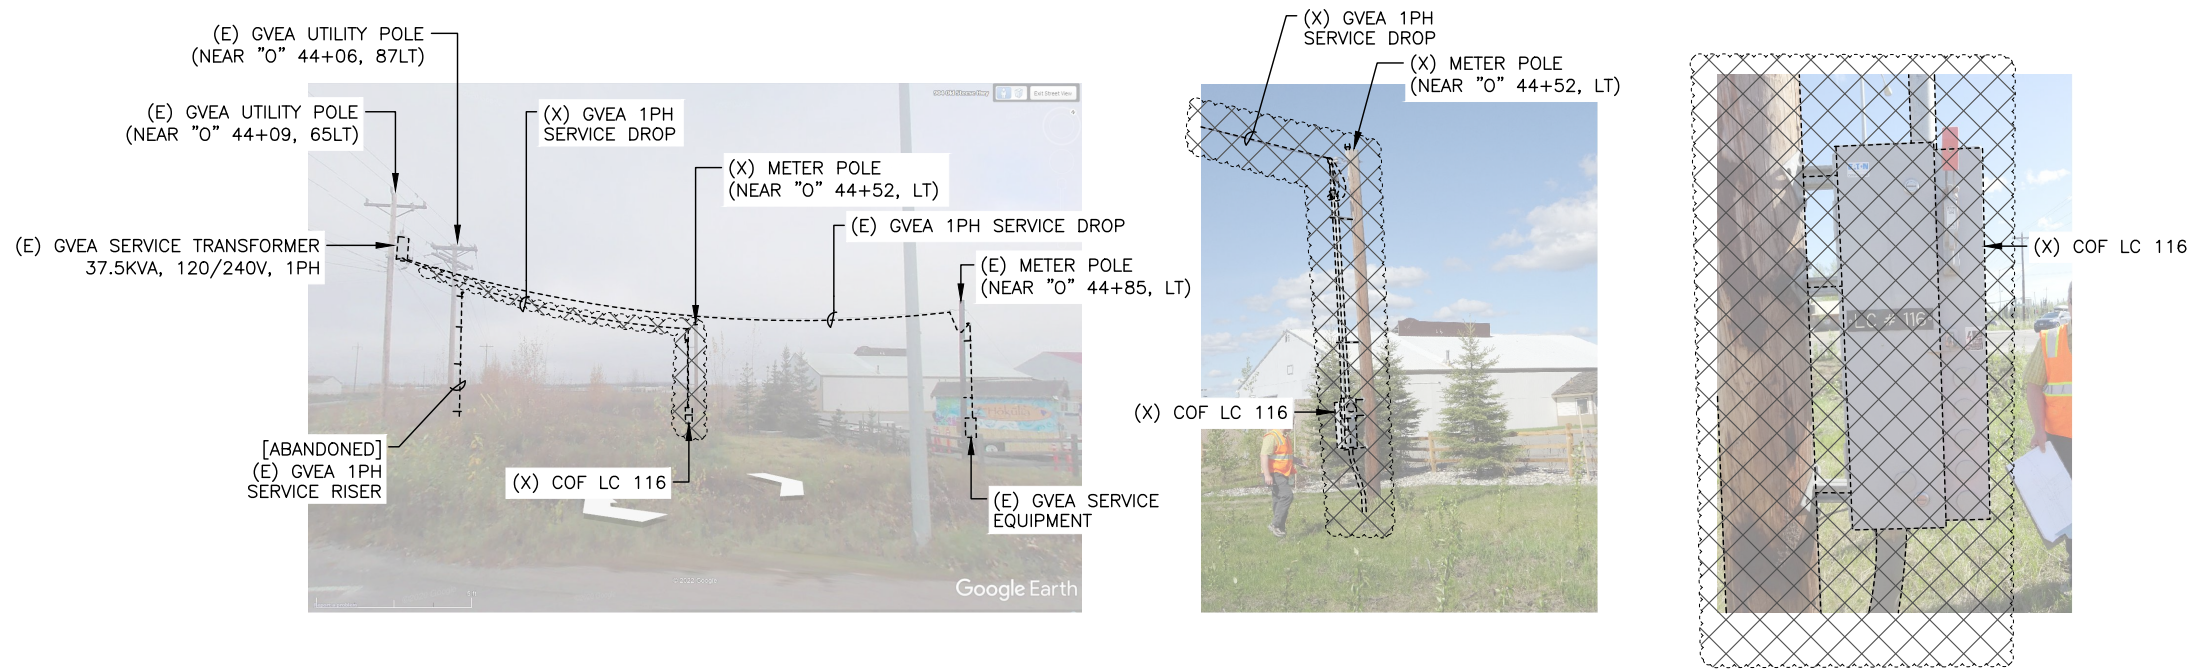 (E) GVEA UTILITY POLE
(NEAR "O" 44+06, 87LT)
(E) GVEA UTILITY POLE
(NEAR "O" 44+09, 65LT)
(X) GVEA 1PH
SERVICE DROP
(X) METER POLE
(NEAR "O" 44+52, LT)
(E) GVEA 1PH SERVICE DROP
(E) GVEA SERVICE TRANSFORMER
37.5KVA, 120/240V, 1PH
(E) METER POLE
(NEAR "O" 44+85, LT)
[ABANDONED]
(E) GVEA 1PH
SERVICE RISER
(X) COF LC 116
(E) GVEA SERVICE
EQUIPMENT
Exit Street View
Google Earth
(X) GVEA 1PH
SERVICE DROP
(X) METER POLE
(NEAR "O" 44+52, LT)
(X) COF LC 116
LC # 116
(X) COF LC 116